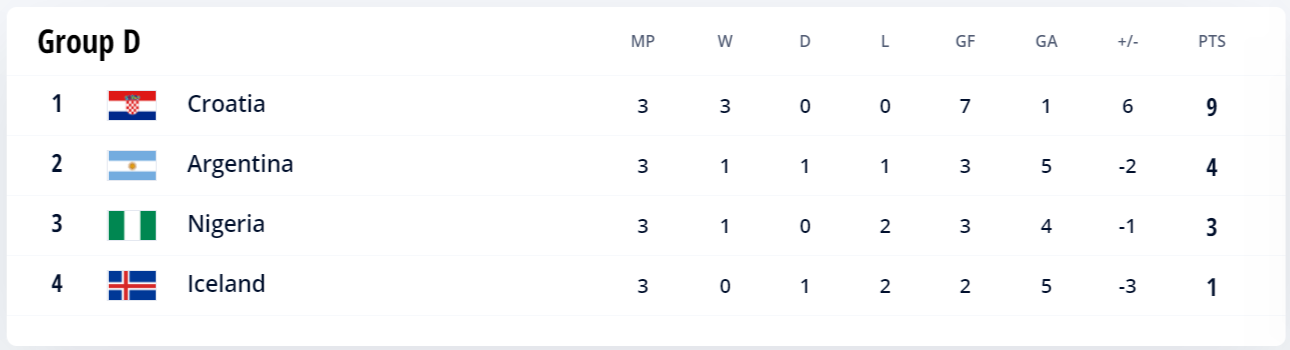 Group D MP W D L GF GA +/- PTS
1 Croatia 3 3 0 0 7 1 6 9
2 Argentina 3 1 1 1 3 5 -2 4
3 Nigeria 3 1 0 2 3 4 -1 3
4 Iceland 3 0 1 2 2 5 -3 1